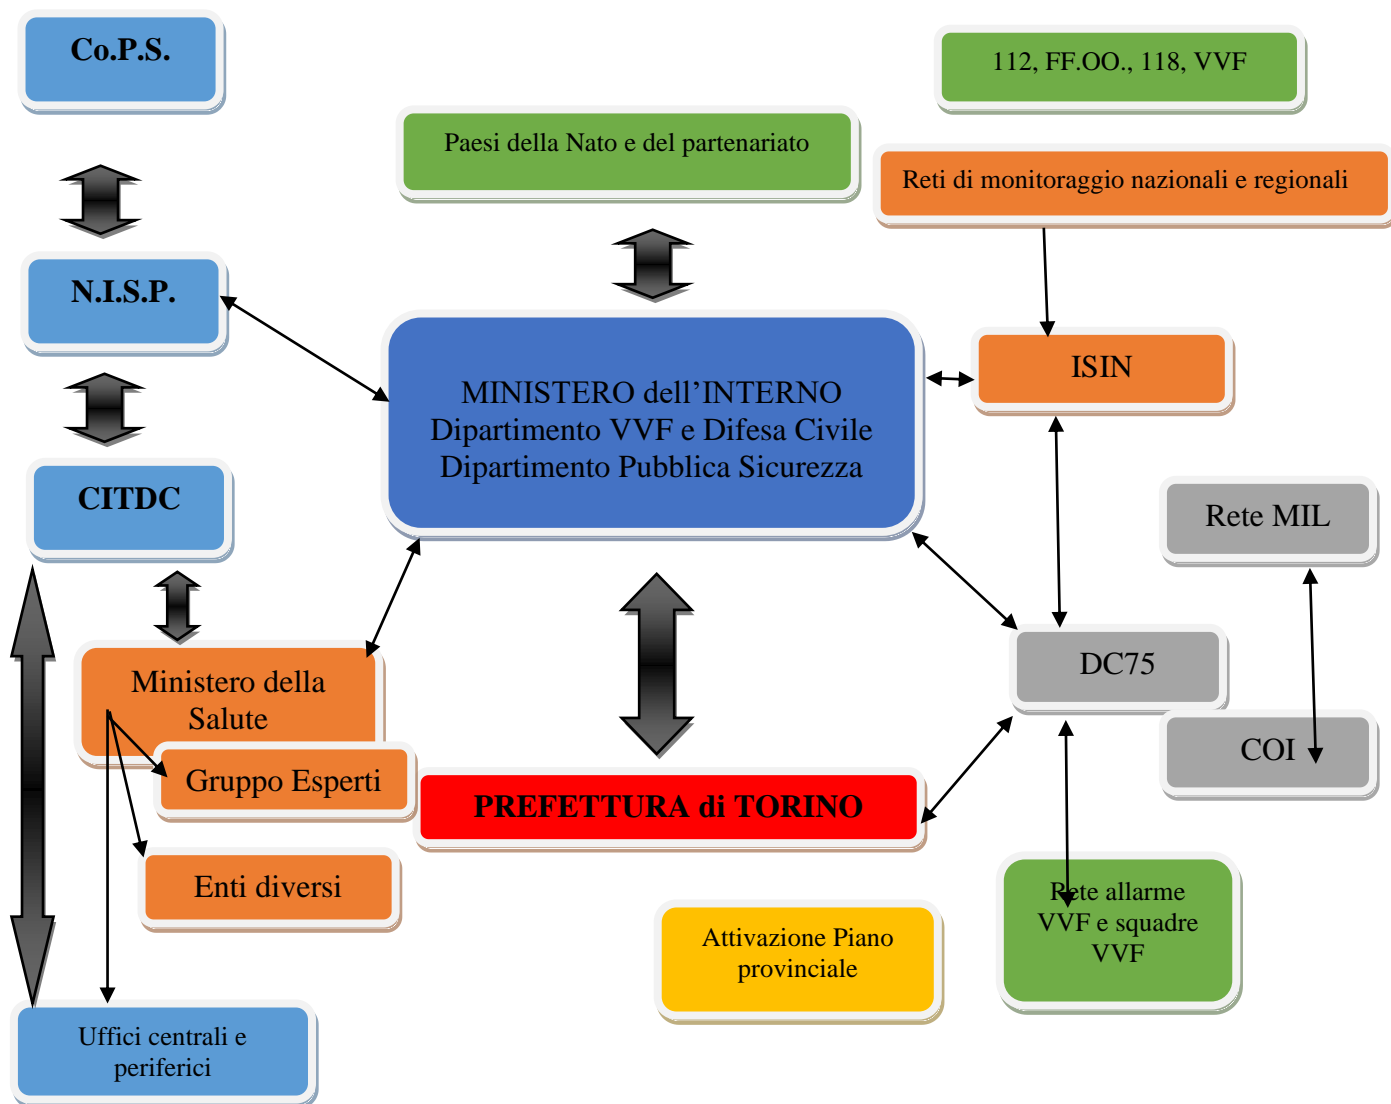 Co.P.S.
112, FF.OO., 118, VVF
Paesi della Nato e del partenariato
Reti di monitoraggio nazionali e regionali
N.I.S.P.
MINISTERO dell’INTERNO
Dipartimento VVF e Difesa Civile
Dipartimento Pubblica Sicurezza
ISIN
CITDC
Rete MIL
Ministero della
Salute
DC75
COI
Gruppo Esperti
PREFETTURA di TORINO
Enti diversi
Rete allarme
VVF e squadre
VVF
Attivazione Piano
provinciale
Uffici centrali e
periferici